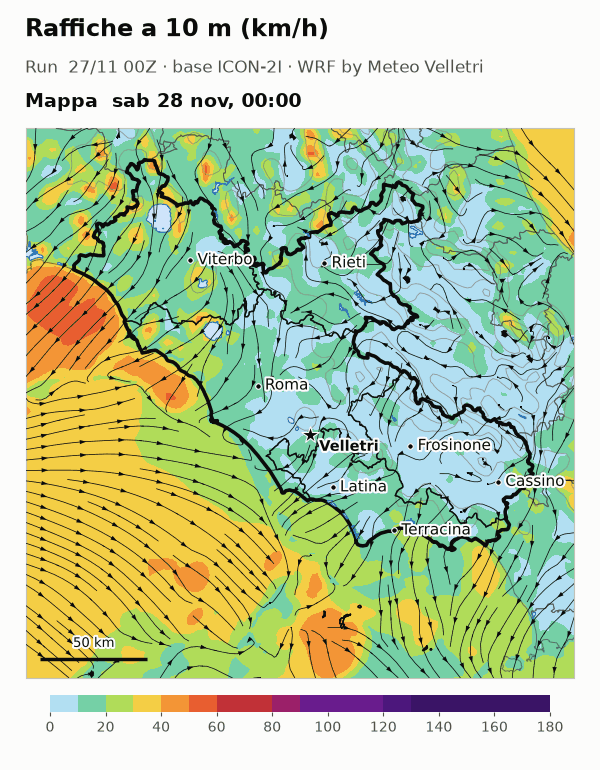 Raffiche a 10 m (km/h)
Run  27/11 00Z · base ICON-2I · WRF by Meteo Velletri
Mappa  sab 28 nov, 00:00
Viterbo
Rieti
Roma
Velletri
Frosinone
Latina
Cassino
Terracina
50 km
0 20 40 60 80 100 120 140 160 180